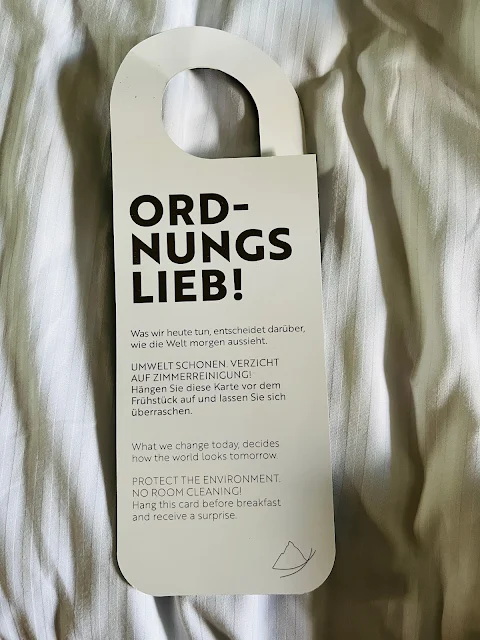 ORD-
NUNGS
LIEB!
Was wir heute tun, entscheidet darüber,
wie die Welt morgen aussieht.
UMWELT SCHONEN. VERZICHT
AUF ZIMMERREINIGUNG!
Hängen Sie diese Karte vor dem
Frühstück auf und lassen Sie sich
überraschen.
What we change today, decides
how the world looks tomorrow.
PROTECT THE ENVIRONMENT.
NO ROOM CLEANING!
Hang this card before breakfast
and receive a surprise.